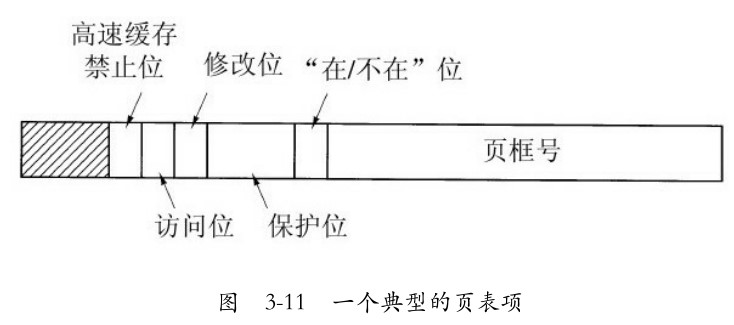 高速缓存
禁止位
修改位
“在/不在”位
页框号
访问位
保护位
图 3-11 一个典型的页表项